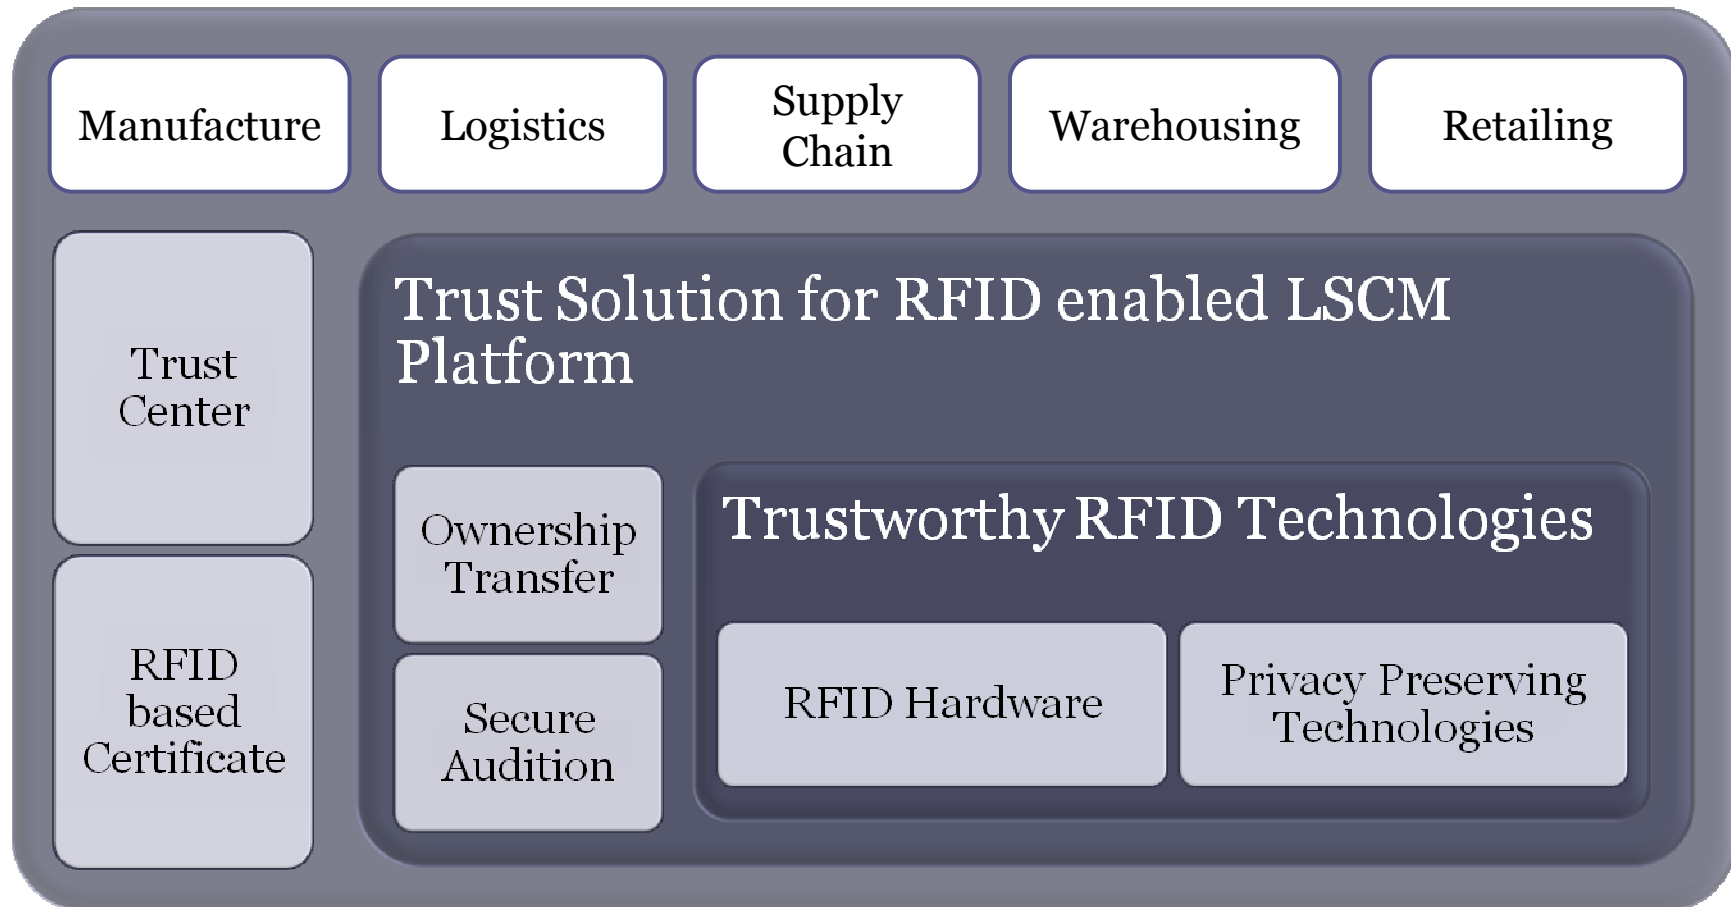 Manufacture
Logistics
Supply
Chain
Warehousing
Retailing
Trust
Center
RFID
based
Certificate
Trust Solution for RFID enabled LSCM
Platform
Ownership
Transfer
Secure
Audition
Trustworthy RFID Technologies
RFID Hardware
Privacy Preserving
Technologies